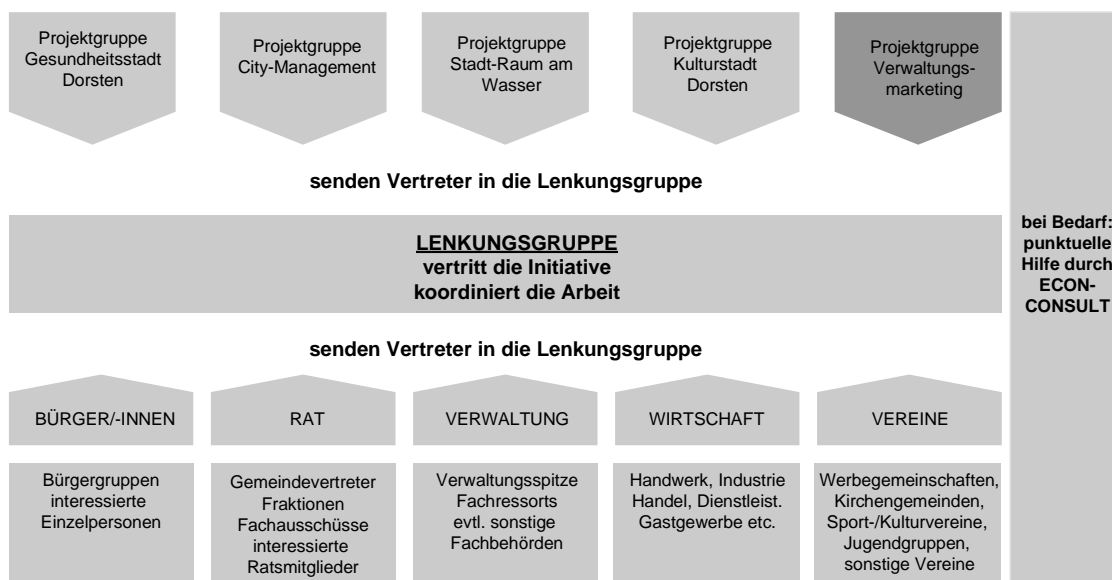 Projektgruppe
Gesundheitsstadt
Dorsten
Projektgruppe
City-Management
Projektgruppe
Stadt-Raum am
Wasser
Projektgruppe
Kulturstadt
Dorsten
Projektgruppe
Verwaltungs-
marketing
senden Vertreter in die Lenkungsgruppe
LENKUNGSGRUPPE
vertritt die Initiative
koordiniert die Arbeit
bei Bedarf:
punktuelle
Hilfe durch
ECON-
CONSULT
senden Vertreter in die Lenkungsgruppe
BÜRGER/-INNEN
RAT
VERWALTUNG
WIRTSCHAFT
VEREINE
Bürgergruppen
interessierte
Einzelpersonen
Gemeindevertreter
Fraktionen
Fachausschüsse
interessierte
Ratsmitglieder
Verwaltungsspitze
Fachressorts
evtl. sonstige
Fachbehörden
Handwerk, Industrie
Handel, Dienstleist.
Gastgewerbe etc.
Werbegemeinschaften,
Kirchengemeinden,
Sport-/Kulturvereine,
Jugendgruppen,
sonstige Vereine